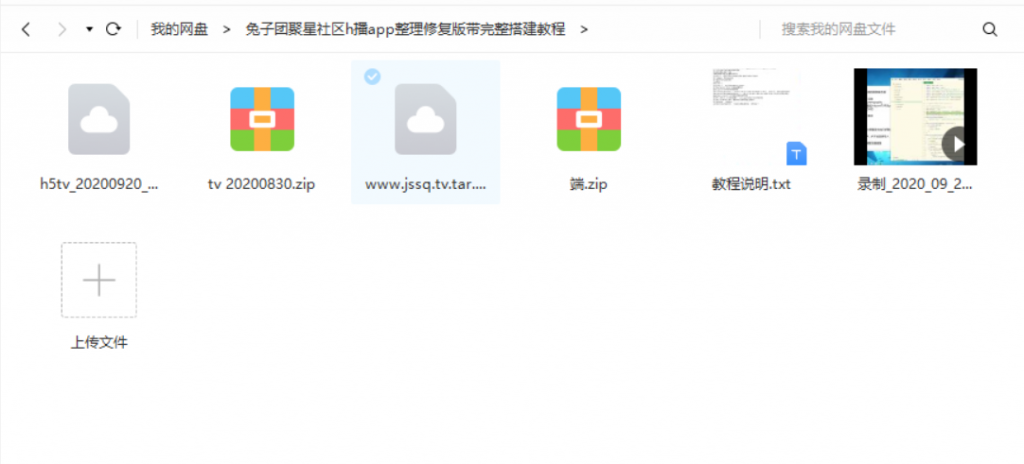 我的网盘 > 兔子团聚星社区h播app整理修复版带完整搭建教程 >
搜索我的网盘文件
h5tv_20200920_...
tv 20200830.zip
www.jssq.tv.tar....
端.zip
教程说明.txt
录制_2020_09_2...
上传文件